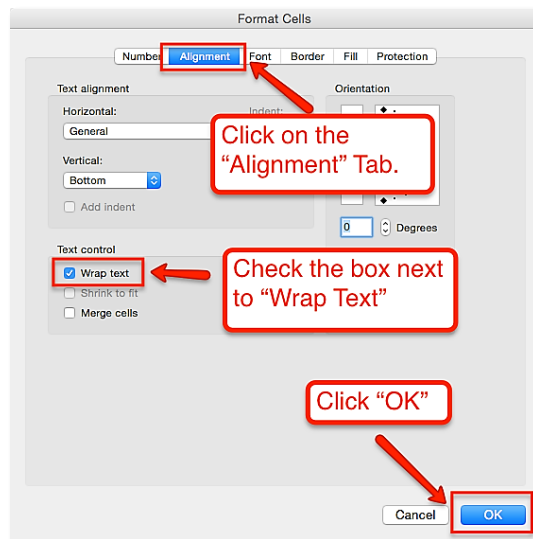 Format Cells
Number Alignment Font Border Fill Protection
Text alignment
Orientation
Horizontal:
Indent:
General
Click on the
“Alignment” Tab.
Vertical:
Bottom
Add indent
0 Degrees
Text control
Wrap text
Shrink to fit
Merge cells
Check the box next
to “Wrap Text”
Click “OK”
Cancel OK